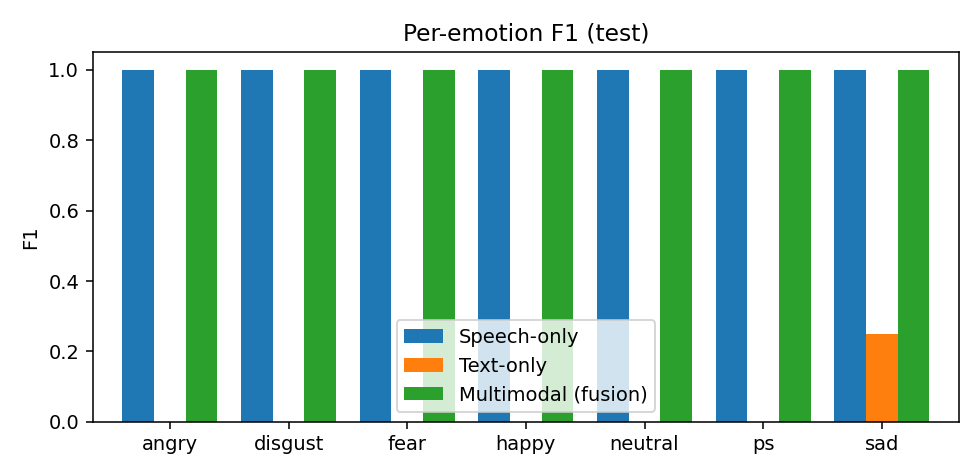 Per-emotion F1 (test)
F1
1.0
0.8
0.6
0.4
0.2
0.0
Speech-only
Text-only
Multimodal (fusion)
angry disgust fear happy neutral ps sad